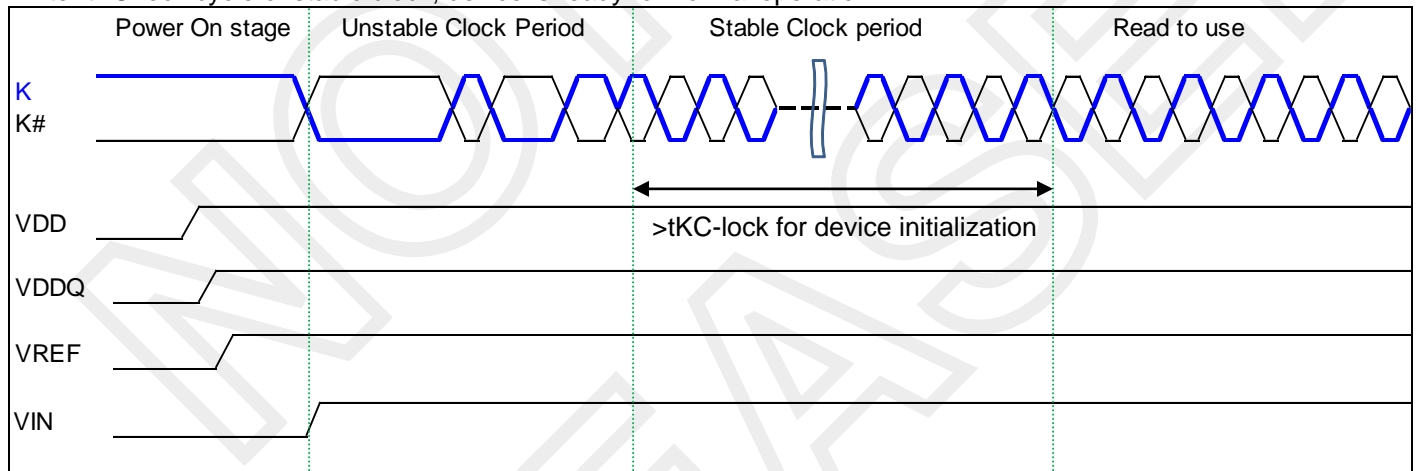 Power On stage Unstable Clock Period Stable Clock period Read to use
K
K#
VDD
>tKC-lock for device initialization
VDDQ
VREF
VIN